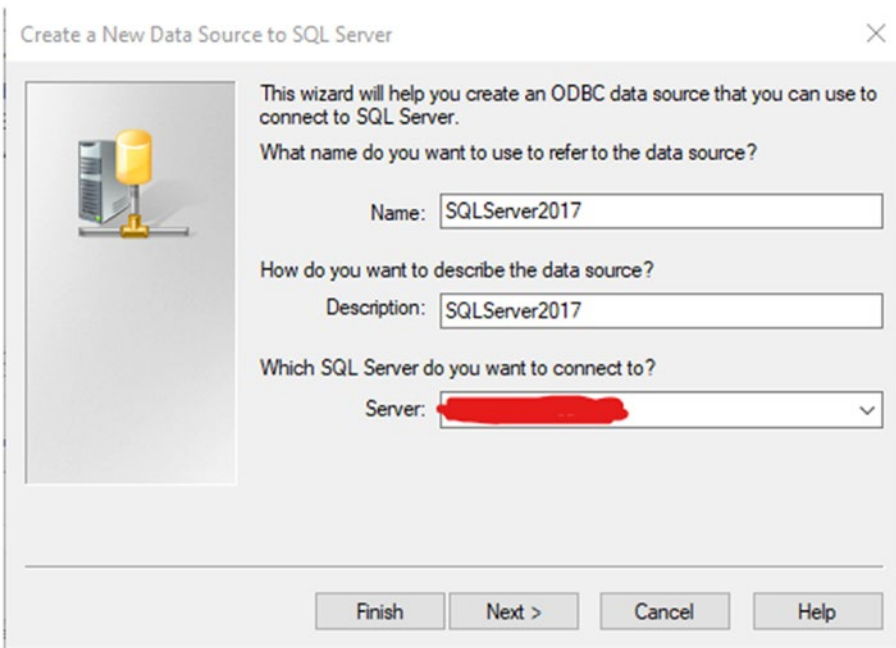 Create a New Data Source to SQL Server
This wizard will help you create an ODBC data source that you can use to
connect to SQL Server.
What name do you want to use to refer to the data source?
Name: SQLServer2017
How do you want to describe the data source?
Description: SQLServer2017
Which SQL Server do you want to connect to?
Server:
Finish Next > Cancel Help